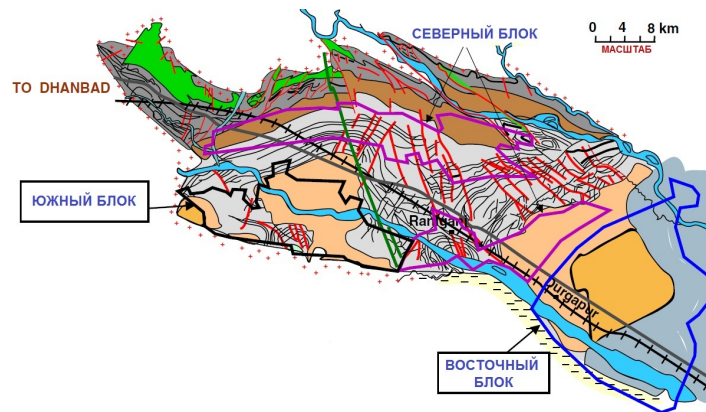 СЕВЕРНЫЙ БЛОК
0 4 8 km
МАСШТАБ
TO DHANBAD
ЮЖНЫЙ БЛОК
Raniganj
Durgapur
ВОСТОЧНЫЙ
БЛОК